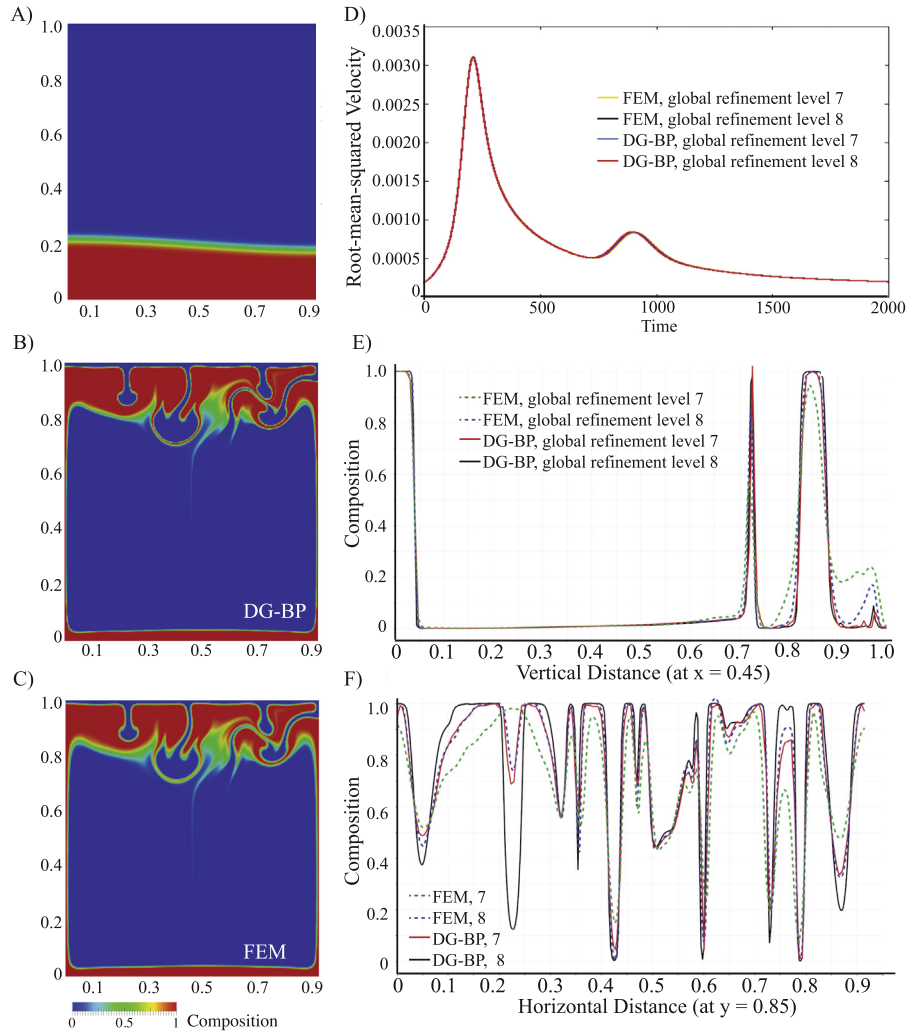 A)
1.0
0.8
0.6
0.4
0.2
0
0.1 0.3 0.5 0.7 0.9
B)
1.0
0.8
0.6
0.4
0.2
0
DG-BP
0.1 0.3 0.5 0.7 0.9
C)
1.0
0.8
0.6
0.4
0.2
0
FEM
0.1 0.3 0.5 0.7 0.9
0 0.5 1
Composition
D)
Root-mean-squared Velocity
0.0035
0.0030
0.0025
0.0020
0.0015
0.0010
0.0005
0
FEM, global refinement level 7
FEM, global refinement level 8
DG-BP, global refinement level 7
DG-BP, global refinement level 8
0 500 1000 1500 2000
Time
E)
Composition
1.0
0.8
0.6
0.4
0.2
0
FEM, global refinement level 7
FEM, global refinement level 8
DG-BP, global refinement level 7
DG-BP, global refinement level 8
0 0.1 0.2 0.3 0.4 0.5 0.6 0.7 0.8 0.9 1.0
Vertical Distance (at x = 0.45)
F)
Composition
1.0
0.8
0.6
0.4
0.2
0
FEM, 7
FEM, 8
DG-BP, 7
DG-BP, 8
0 0.1 0.2 0.3 0.4 0.5 0.6 0.7 0.8 0.9
Horizontal Distance (at y = 0.85)